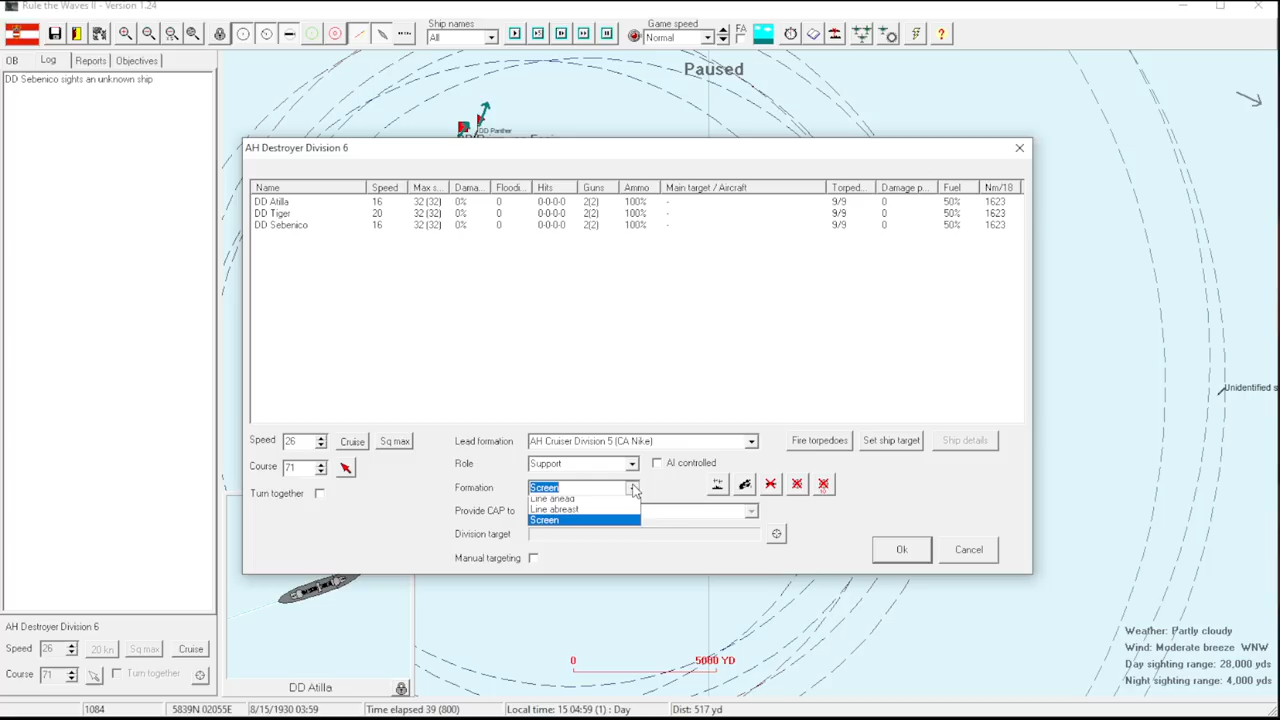 Rule the Waves II - Version 1.24
Ship names
All
Game speed
Normal
FA
OB Log Reports Objectives
DD Sebenico sights an unknown ship
Paused
DD Panther
AH Destroyer Division 6
Name Speed Max s... Dama... Floodi... Hits Guns Ammo Main target / Aircraft Torped... Damage p... Fuel Nm/18
DD Atilla 16 32 (32) 0% 0 0-0-0-0 2(2) 100% - 9/9 0 50% 1623
DD Tiger 20 32 (32) 0% 0 0-0-0-0 2(2) 100% - 9/9 0 50% 1623
DD Sebenico 16 32 (32) 0% 0 0-0-0-0 2(2) 100% - 9/9 0 50% 1623
Unidentified s
Speed 26 Cruise Sq max
Course 71
Turn together
Lead formation AH Cruiser Division 5 (CA Nike)
Role Support AI controlled
Formation Screen
Line ahead
Line abreast
Screen
Provide CAP to
Division target
Manual targeting
Fire torpedoes Set ship target Ship details
Ok Cancel
AH Destroyer Division 6
Speed 26 20 kn Sq max Cruise
Course 71 Turn together
DD Atilla
0 5000 YD
Weather: Partly cloudy
Wind: Moderate breeze WNW
Day sighting range: 28,000 yds
Night sighting range: 4,000 yds
1084 5839N 02055E 8/15/1930 03:59 Time elapsed 39 (800) Local time: 15 04:59 (1) : Day Dist: 517 yd